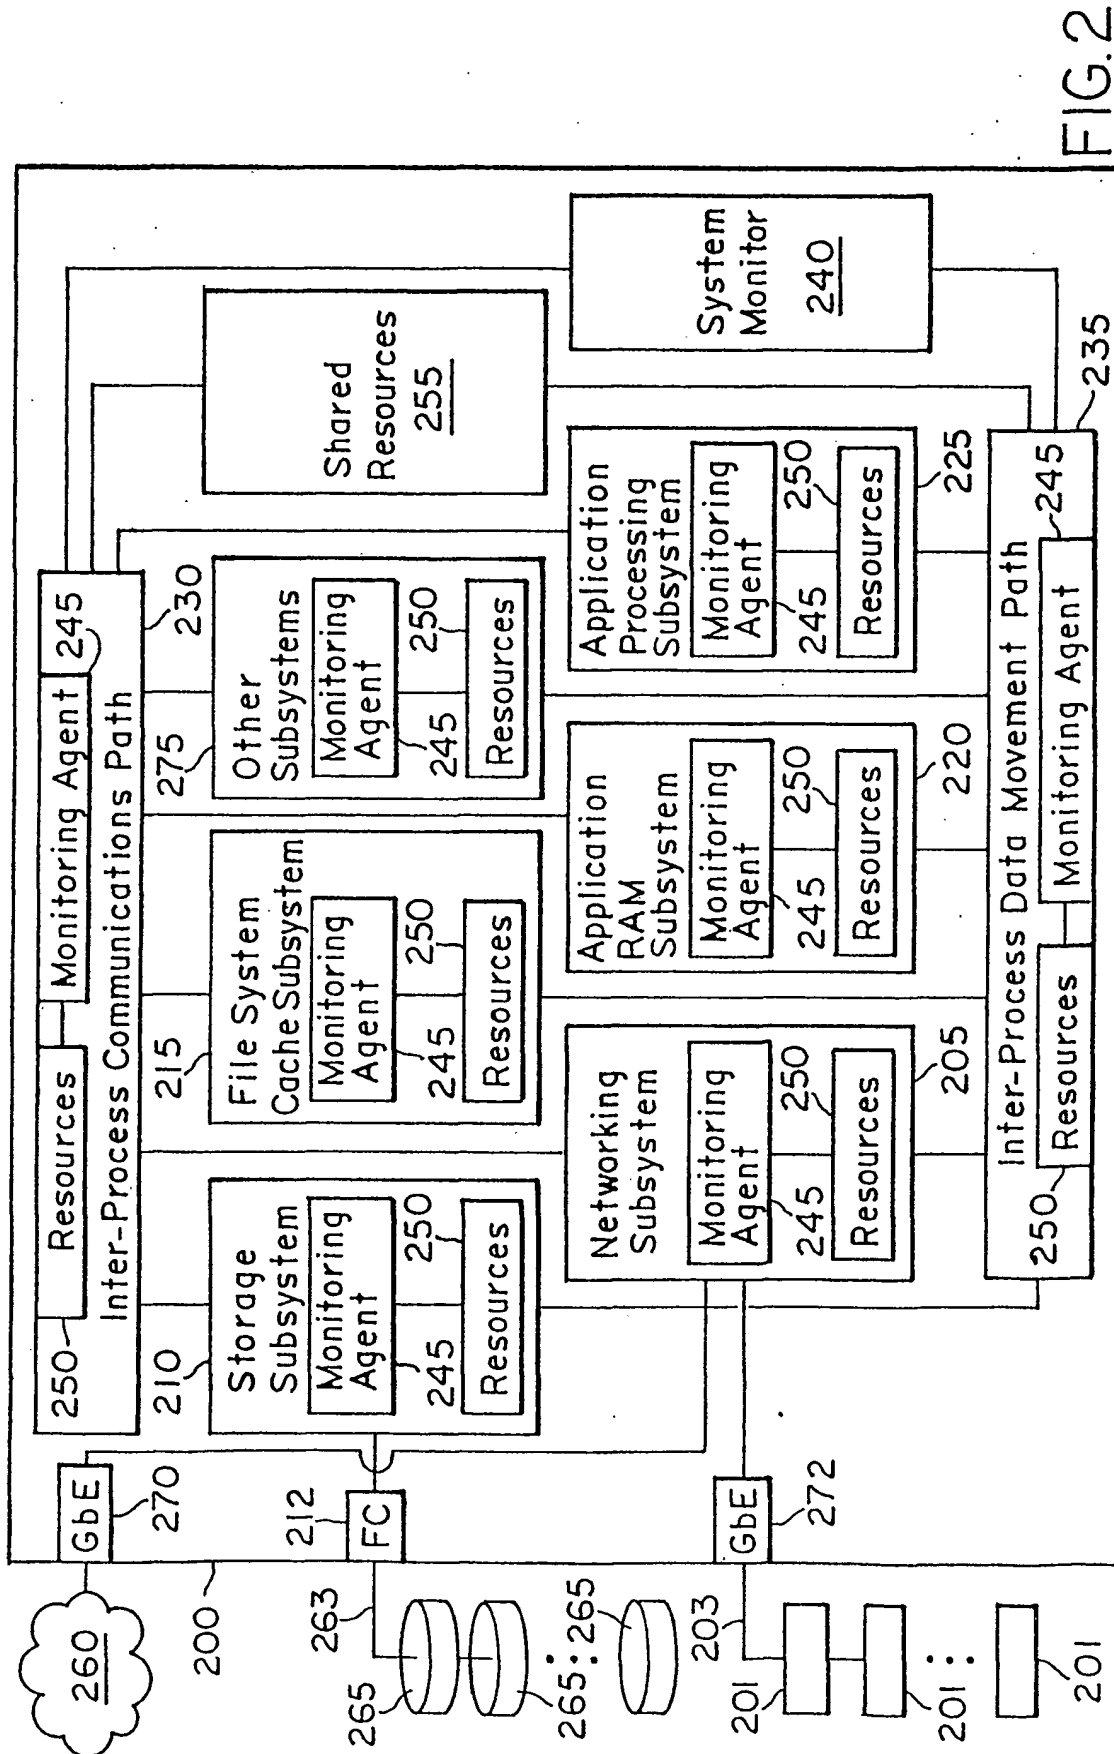 260
GbE
270
200
250
Resources
Monitoring Agent
245
Inter-Process Communications Path
230
210
Storage
Subsystem
Monitoring
Agent
245
250
Resources
215
File System
Cache Subsystem
Monitoring
Agent
245
250
Resources
275
Other
Subsystems
Monitoring
Agent
245
250
Resources
Shared
Resources
255
212
FC
263
265
265
265
Networking
Subsystem
Monitoring
Agent
245
250
Resources
205
Application
RAM
Subsystem
Monitoring
Agent
245
250
Resources
220
Application
Processing
Subsystem
Monitoring
Agent
245
250
Resources
225
System
Monitor
240
GbE
272
203
201
201
201
Inter-Process Data Movement Path
235
250
Resources
Monitoring Agent
245
FIG.2